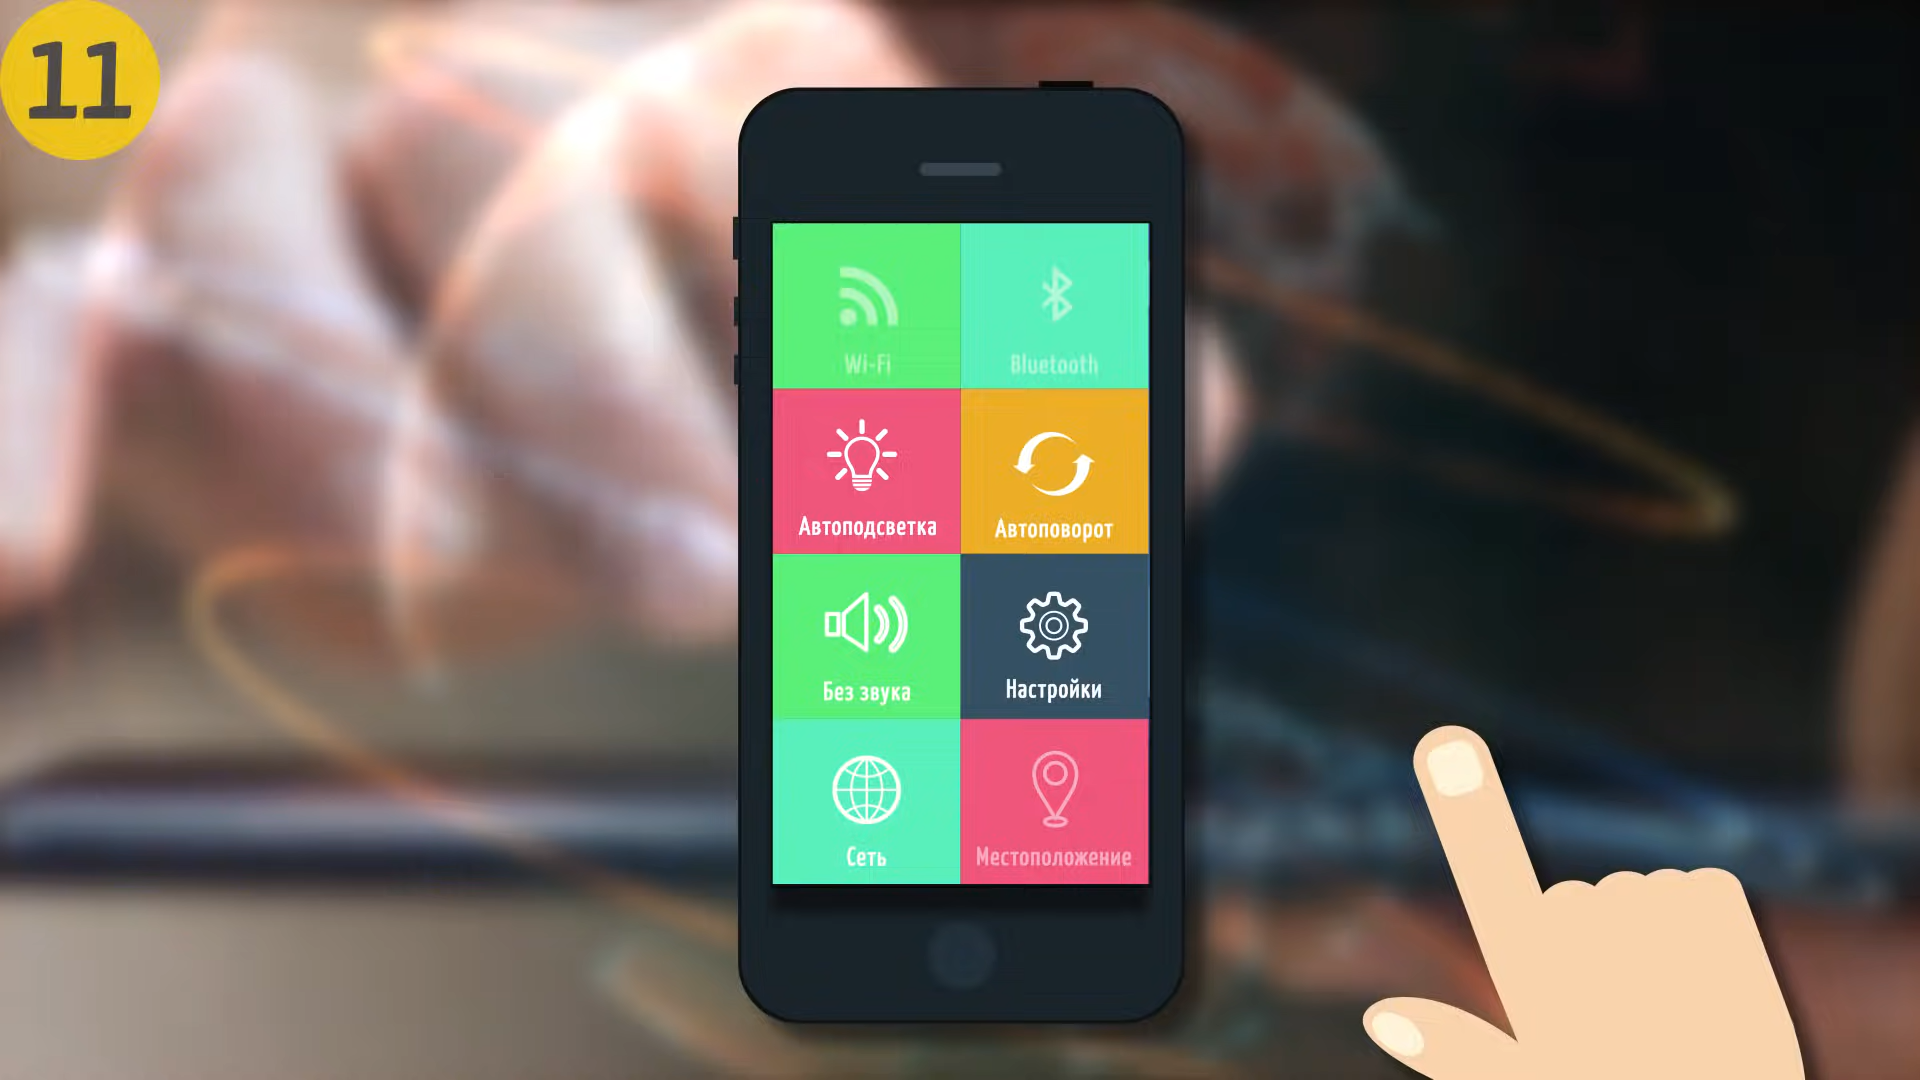 11
Wi-Fi
Bluetooth
Автоподсветка
Автоповорот
Без звука
Настройки
Сеть
Местоположение